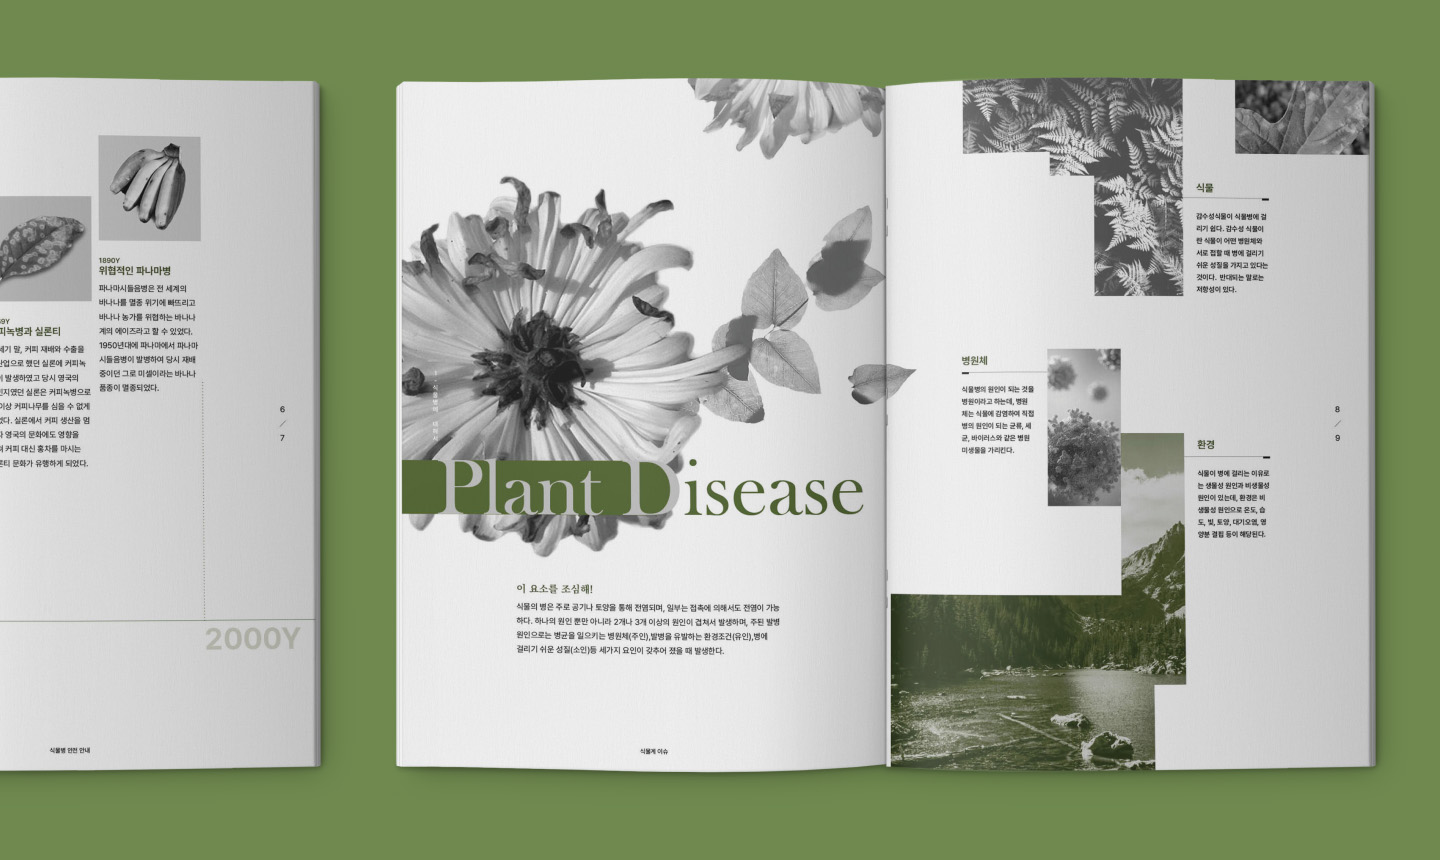 1890Y
위협적인 파나마병
파나마시들음병은 전 세계의
바나나를 멸종 위기에 빠뜨리고
바나나 농가를 위협하는 바나나
계의 에이즈라고 할 수 있었다.
1950년대에 파나마에서 파나마
시들음병이 발병하여 당시 재배
중이던 그로 미셸이라는 바나나
품종이 멸종되었다.
9Y
피녹병과 실론티
세기 말, 커피 재배와 수출을
산업으로 했던 실론에 커피녹
이 발생하였고 당시 영국의
민지였던 실론은 커피녹병으로
이상 커피나무를 심을 수 없게
었다. 실론에서 커피 생산을 멈
자 영국의 문화에도 영향을
쳐 커피 대신 홍차를 마시는
론티 문화가 유행하게 되었다.
6
/
7
2000Y
식물병 안전 안내
Plant Disease
이 요소를 조심해!
식물의 병은 주로 공기나 토양을 통해 전염되며, 일부는 접촉에 의해서도 전염이 가능
하다. 하나의 원인 뿐만 아니라 2개나 3개 이상의 원인이 겹쳐서 발생하며, 주된 발병
원인으로는 병균을 일으키는 병원체(주인),발병을 유발하는 환경조건(유인),병에
걸리기 쉬운 성질(소인)등 세가지 요인이 갖추어 졌을 때 발생한다.
식물계 이슈
식물
감수성식물이 식물병에 걸
리기 쉽다. 감수성 식물이
란 식물이 어떤 병원체와
서로 접할 때 병에 걸리기
쉬운 성질을 가지고 있다는
것이다. 반대되는 말로는
저항성이 있다.
병원체
식물병의 원인이 되는 것을
병원이라고 하는데, 병원
체는 식물에 감염하여 직접
병의 원인이 되는 균류, 세
균, 바이러스와 같은 병원
미생물을 가리킨다.
환경
식물이 병에 걸리는 이유로
는 생물성 원인과 비생물성
원인이 있는데, 환경은 비
생물성 원인으로 온도, 습
도, 빛, 토양, 대기오염, 영
양분 결핍 등이 해당된다.
8
/
9